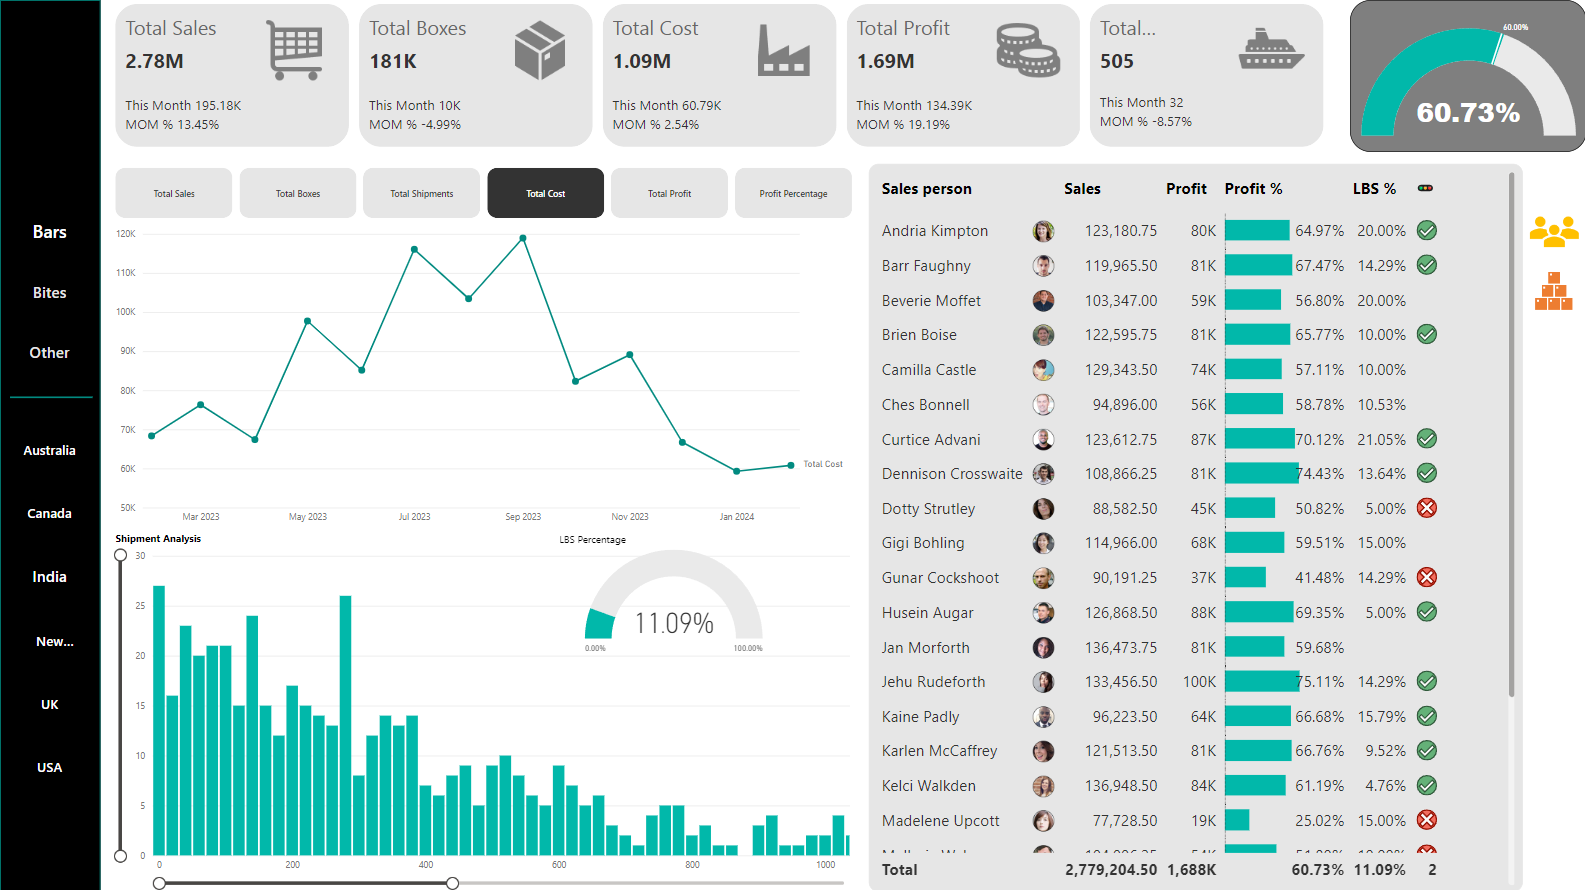 Total Sales
2.78M
This Month 195.18K
MOM % 13.45%
Total Boxes
181K
This Month 10K
MOM % -4.99%
Total Cost
1.09M
This Month 60.79K
MOM % 2.54%
Total Profit
1.69M
This Month 134.39K
MOM % 19.19%
Total...
505
This Month 32
MOM % -8.57%
60.00%
60.73%
Bars
Bites
Other
Australia
Canada
India
New...
UK
USA
Total Sales
Total Boxes
Total Shipments
Total Cost
Total Profit
Profit Percentage
120K
110K
100K
90K
80K
70K
60K
50K
Total Cost
Mar 2023
May 2023
Jul 2023
Sep 2023
Nov 2023
Jan 2024
Shipment Analysis
30
25
20
15
10
5
0
0
200
400
600
800
1000
LBS Percentage
11.09%
0.00%
100.00%
Sales person Sales Profit Profit % LBS %
Andria Kimpton 123,180.75 80K 64.97% 20.00%
Barr Faughny 119,965.50 81K 67.47% 14.29%
Beverie Moffet 103,347.00 59K 56.80% 20.00%
Brien Boise 122,595.75 81K 65.77% 10.00%
Camilla Castle 129,343.50 74K 57.11% 10.00%
Ches Bonnell 94,896.00 56K 58.78% 10.53%
Curtice Advani 123,612.75 87K 70.12% 21.05%
Dennison Crosswaite 108,866.25 81K 74.43% 13.64%
Dotty Strutley 88,582.50 45K 50.82% 5.00%
Gigi Bohling 114,966.00 68K 59.51% 15.00%
Gunar Cockshoot 90,191.25 37K 41.48% 14.29%
Husein Augar 126,868.50 88K 69.35% 5.00%
Jan Morforth 136,473.75 81K 59.68%
Jehu Rudeforth 133,456.50 100K 75.11% 14.29%
Kaine Padly 96,223.50 64K 66.68% 15.79%
Karlen McCaffrey 121,513.50 81K 66.76% 9.52%
Kelci Walkden 136,948.50 84K 61.19% 4.76%
Madelene Upcott 77,728.50 19K 25.02% 15.00%
Total 2,779,204.50 1,688K 60.73% 11.09% 2